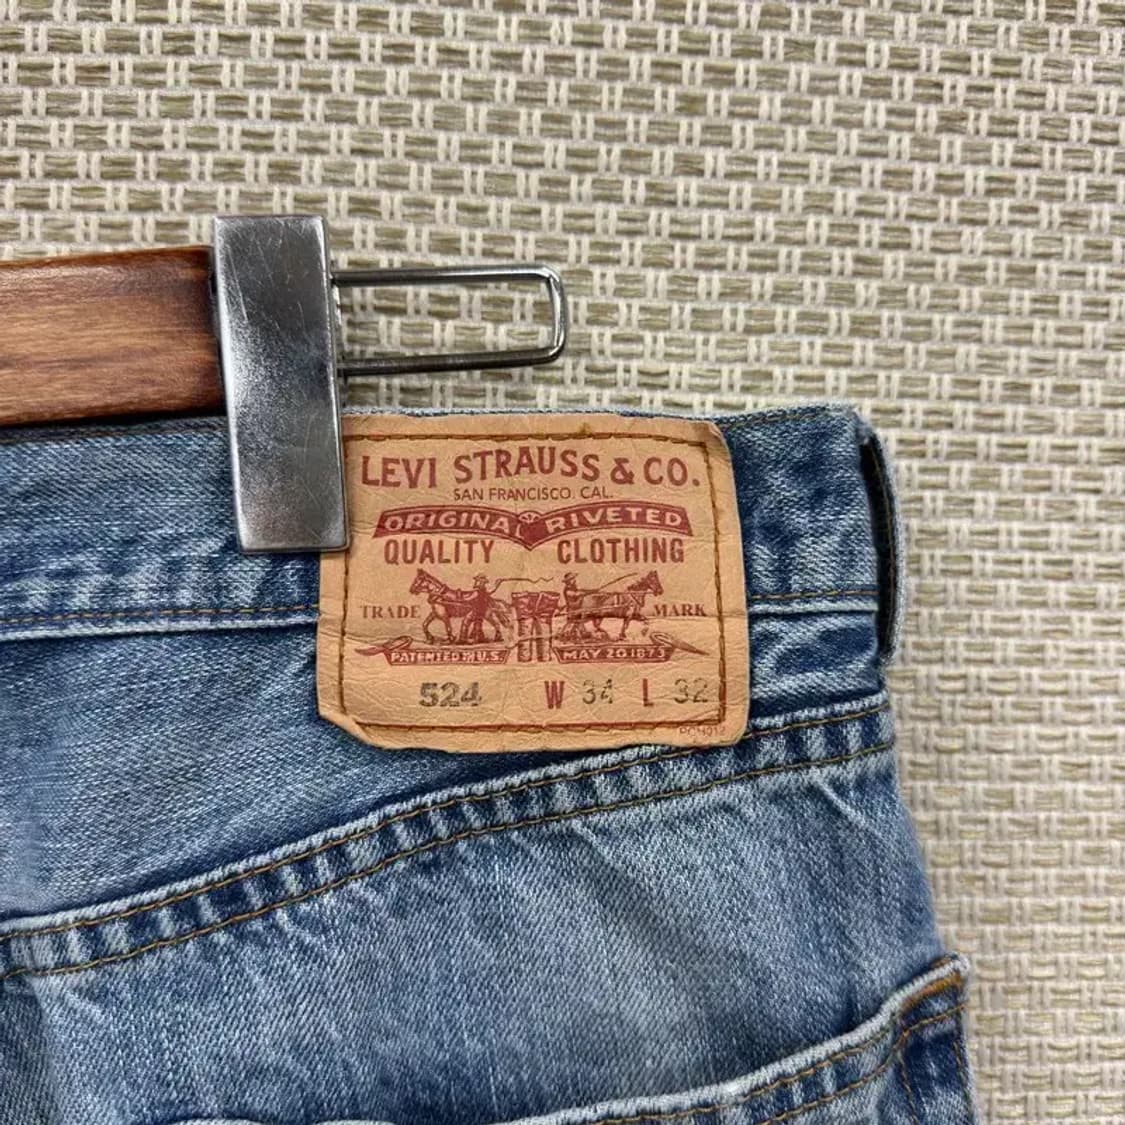 LEVI STRAUSS & CO.
SAN FRANCISCO. CAL.
ORIGINAL RIVETED
QUALITY CLOTHING
TRADE MARK
PATENTED IN U.S. MAY 20 1873
524 W 34 L 32